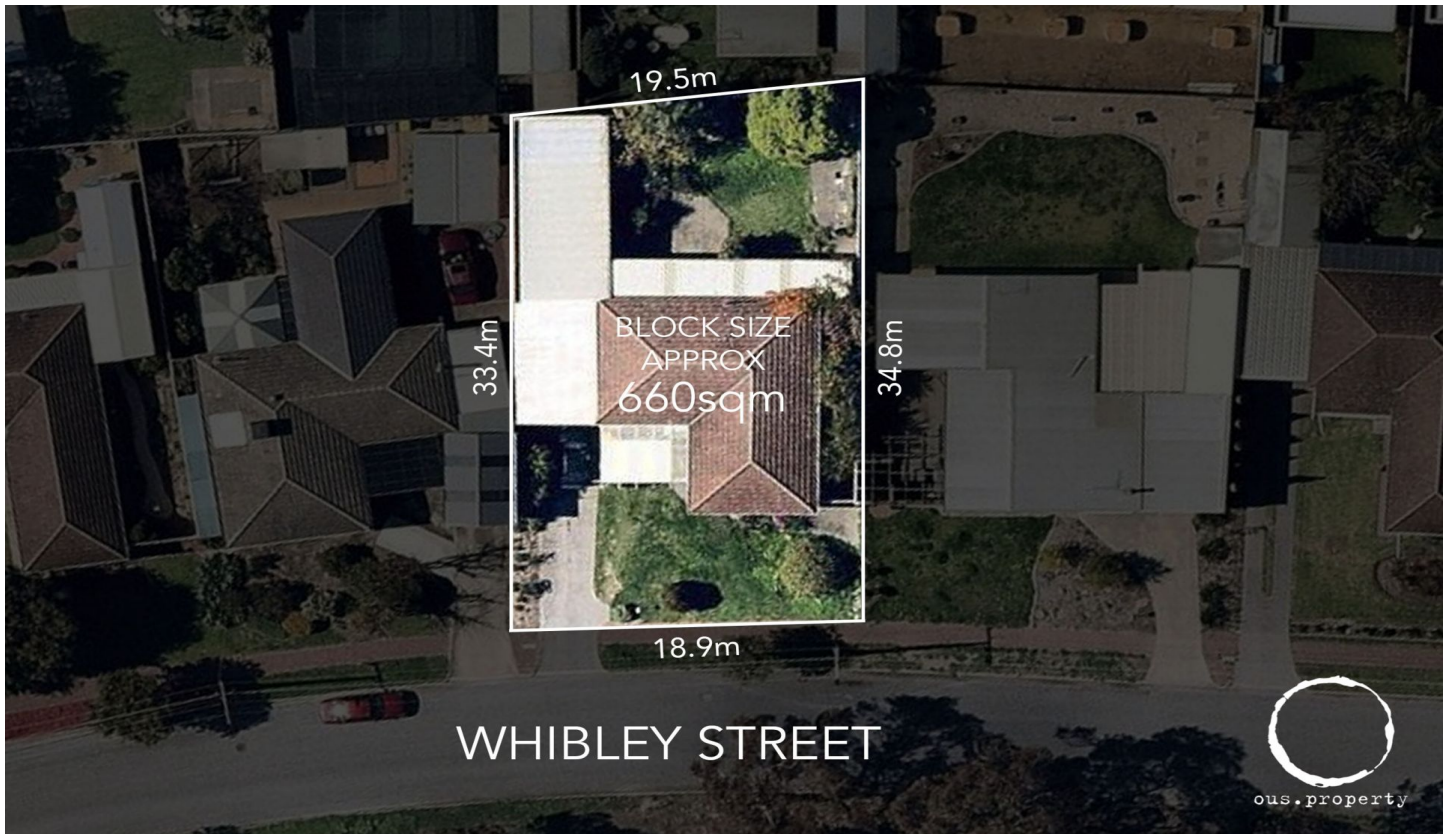 19.5m
33.4m
BLOCK SIZE
APPROX
660sqm
34.8m
18.9m
WHIBLEY STREET
ous.property